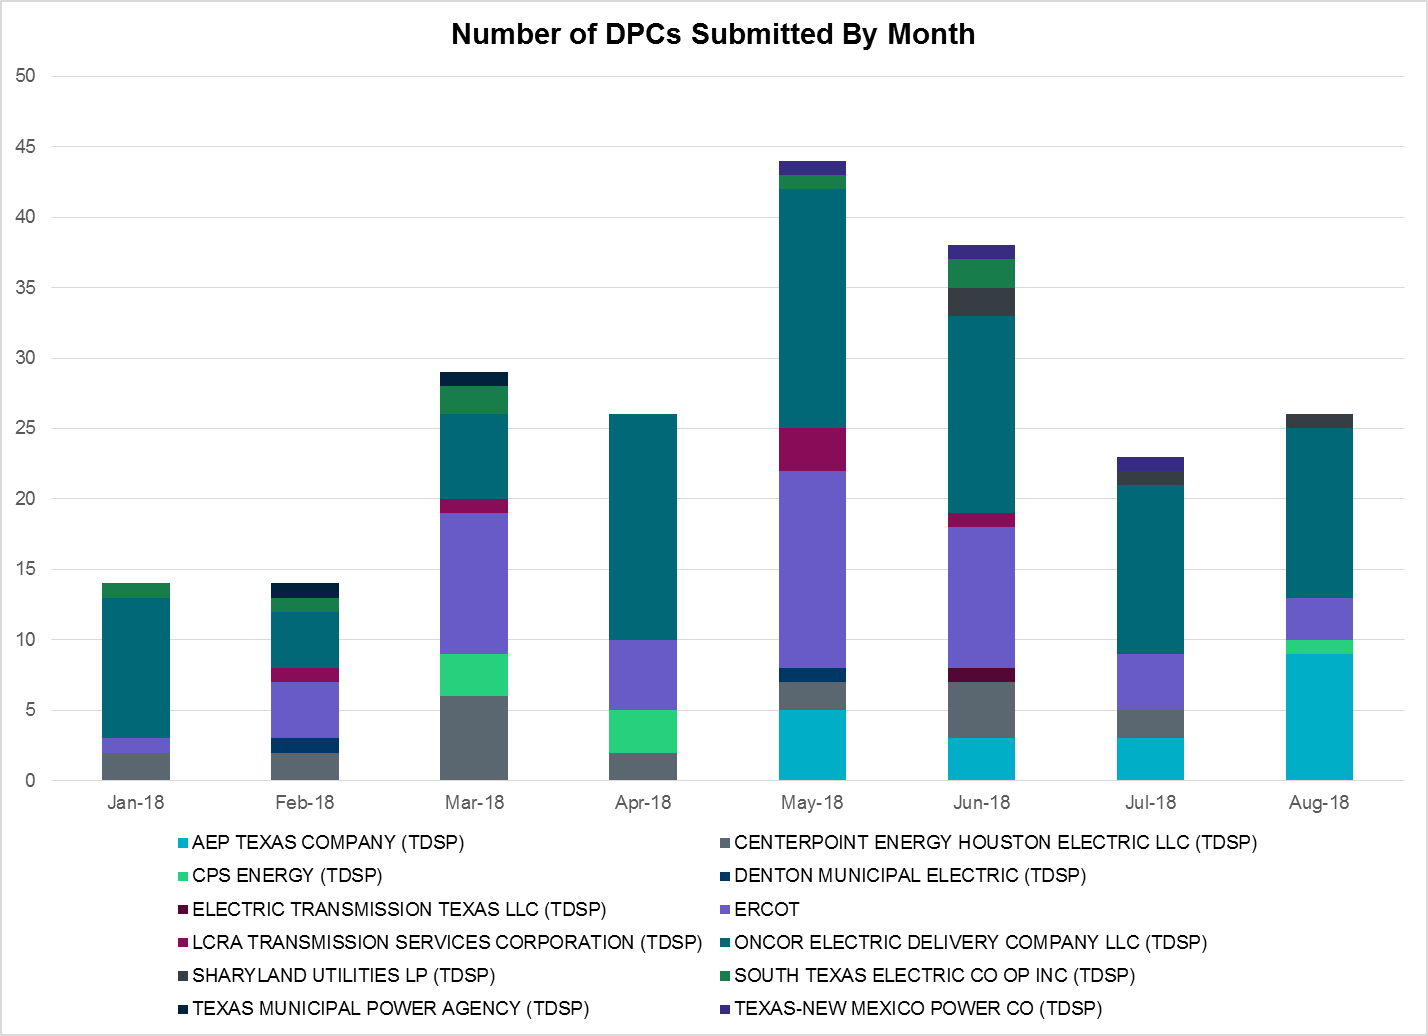 Number of DPCs Submitted By Month
50
45
40
35
30
25
20
15
10
5
0
Jan-18 Feb-18 Mar-18 Apr-18 May-18 Jun-18 Jul-18 Aug-18
AEP TEXAS COMPANY (TDSP) CENTERPOINT ENERGY HOUSTON ELECTRIC LLC (TDSP)
CPS ENERGY (TDSP) DENTON MUNICIPAL ELECTRIC (TDSP)
ELECTRIC TRANSMISSION TEXAS LLC (TDSP) ERCOT
LCRA TRANSMISSION SERVICES CORPORATION (TDSP) ONCOR ELECTRIC DELIVERY COMPANY LLC (TDSP)
SHARYLAND UTILITIES LP (TDSP) SOUTH TEXAS ELECTRIC CO OP INC (TDSP)
TEXAS MUNICIPAL POWER AGENCY (TDSP) TEXAS-NEW MEXICO POWER CO (TDSP)